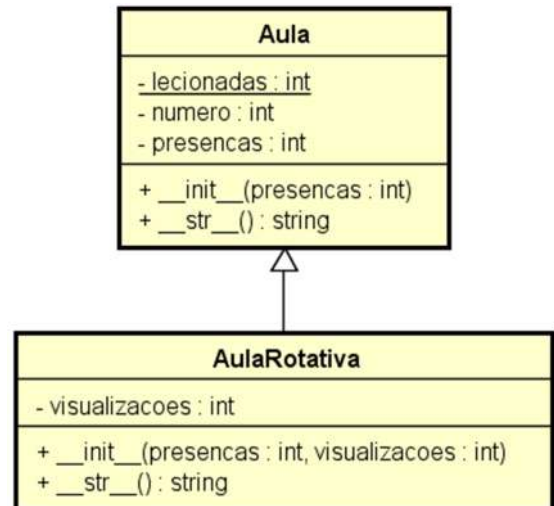 Aula
- lecionadas : int
- numero : int
- presencas : int
+ __init__(presencas : int)
+ __str__() : string
AulaRotativa
- visualizacoes : int
+ __init__(presencas : int, visualizacoes : int)
+ __str__() : string